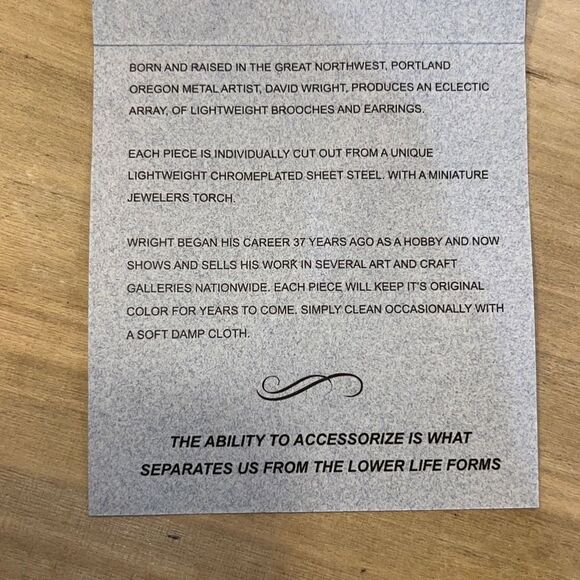 BORN AND RAISED IN THE GREAT NORTHWEST, PORTLAND
OREGON METAL ARTIST, DAVID WRIGHT, PRODUCES AN ECLECTIC
ARRAY, OF LIGHTWEIGHT BROOCHES AND EARRINGS.
EACH PIECE IS INDIVIDUALLY CUT OUT FROM A UNIQUE
LIGHTWEIGHT CHROMEPLATED SHEET STEEL. WITH A MINIATURE
JEWELERS TORCH.
WRIGHT BEGAN HIS CAREER 37 YEARS AGO AS A HOBBY AND NOW
SHOWS AND SELLS HIS WORK IN SEVERAL ART AND CRAFT
GALLERIES NATIONWIDE. EACH PIECE WILL KEEP IT'S ORIGINAL
COLOR FOR YEARS TO COME. SIMPLY CLEAN OCCASIONALLY WITH
A SOFT DAMP CLOTH.
THE ABILITY TO ACCESSORIZE IS WHAT
SEPARATES US FROM THE LOWER LIFE FORMS